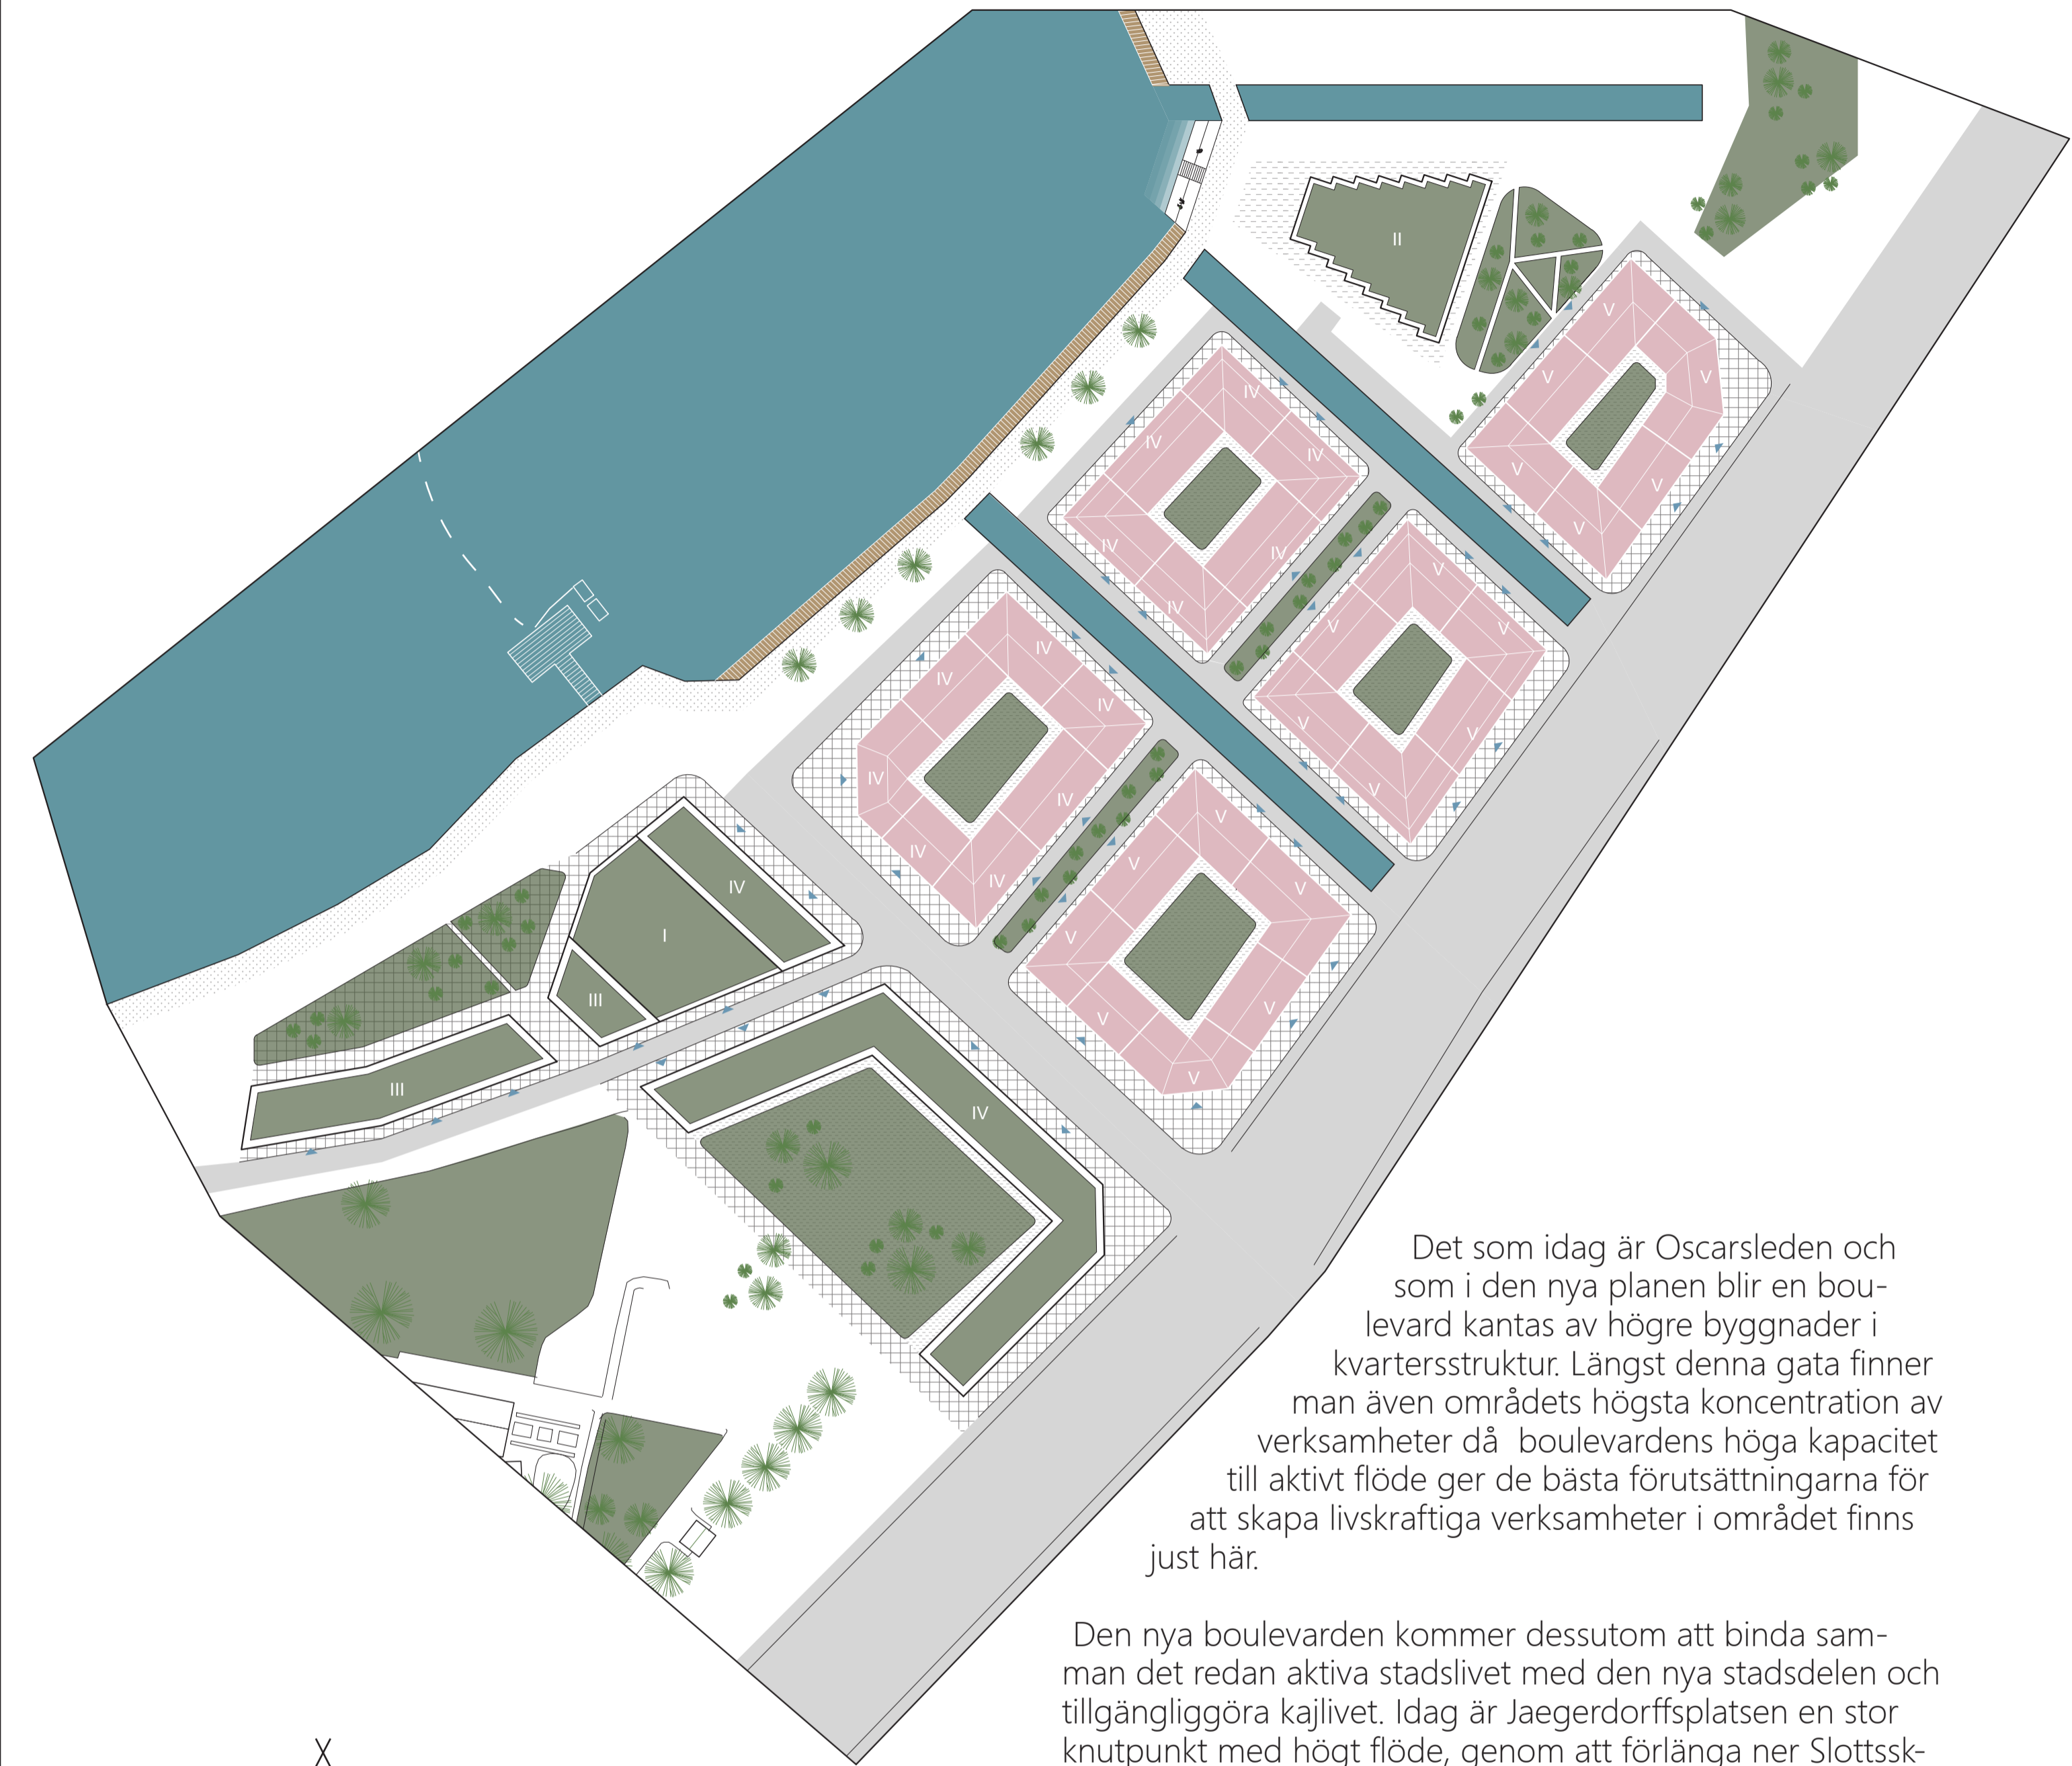 II
V
V
V
V
V
V
IV
IV
IV
IV
IV
IV
V
V
V
V
V
V
IV
IV
IV
IV
IV
IV
IV
V
V
V
V
V
V
V
IV
I
III
III
IV
Det som idag är Oscarsleden och
som i den nya planen blir en bou-
levard kantas av högre byggnader i
kvartersstruktur. Längst denna gata finner
man även områdets högsta koncentration av
verksamheter då  boulevardens höga kapacitet
till aktivt flöde ger de bästa förutsättningarna för
att skapa livskraftiga verksamheter i området finns
just här.
Den nya boulevarden kommer dessutom att binda sam-
man det redan aktiva stadslivet med den nya stadsdelen och
tillgängliggöra kajlivet. Idag är Jaegerdorffsplatsen en stor
knutpunkt med högt flöde, genom att förlänga ner Slottssk-
X